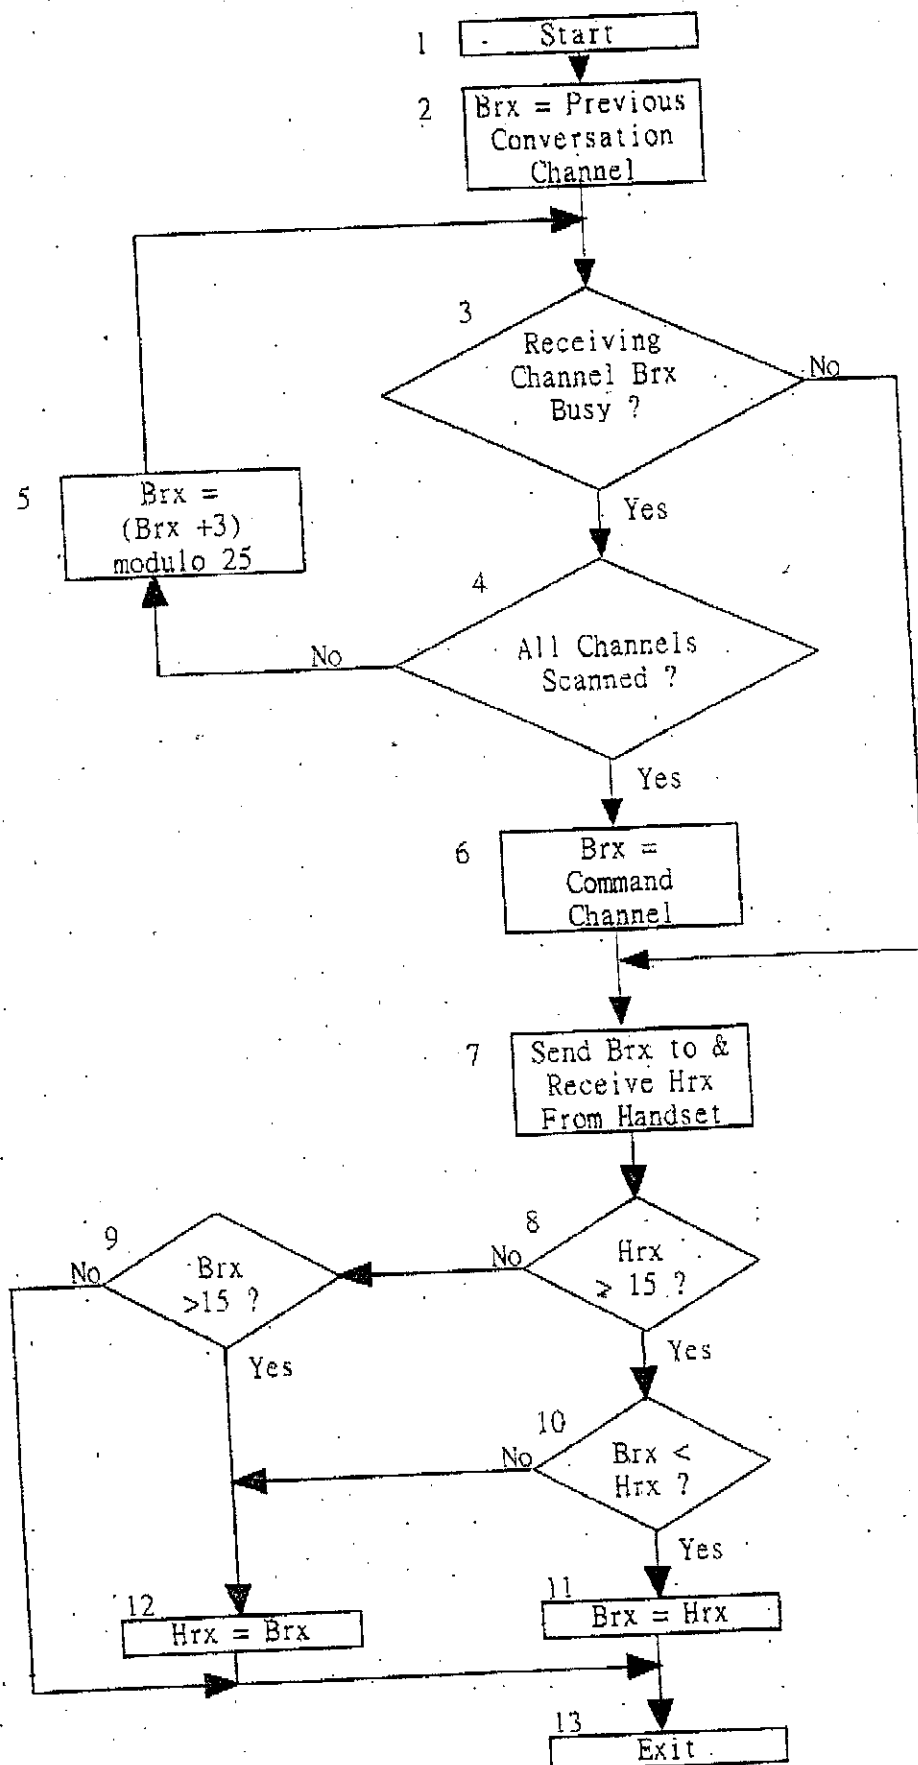 1
Start
2
Brx = Previous
Conversation
Channel
3
Receiving
Channel Brx
Busy ?
No
Yes
5
Brx =
(Brx +3)
modulo 25
4
All Channels
Scanned ?
No
Yes
6
Brx =
Command
Channel
7
Send Brx to &
Receive Hrx
From Handset
8
Hrx
≥ 15 ?
No
Yes
9
Brx
>15 ?
No
Yes
10
Brx <
Hrx ?
No
Yes
11
Brx = Hrx
12
Hrx = Brx
13
Exit